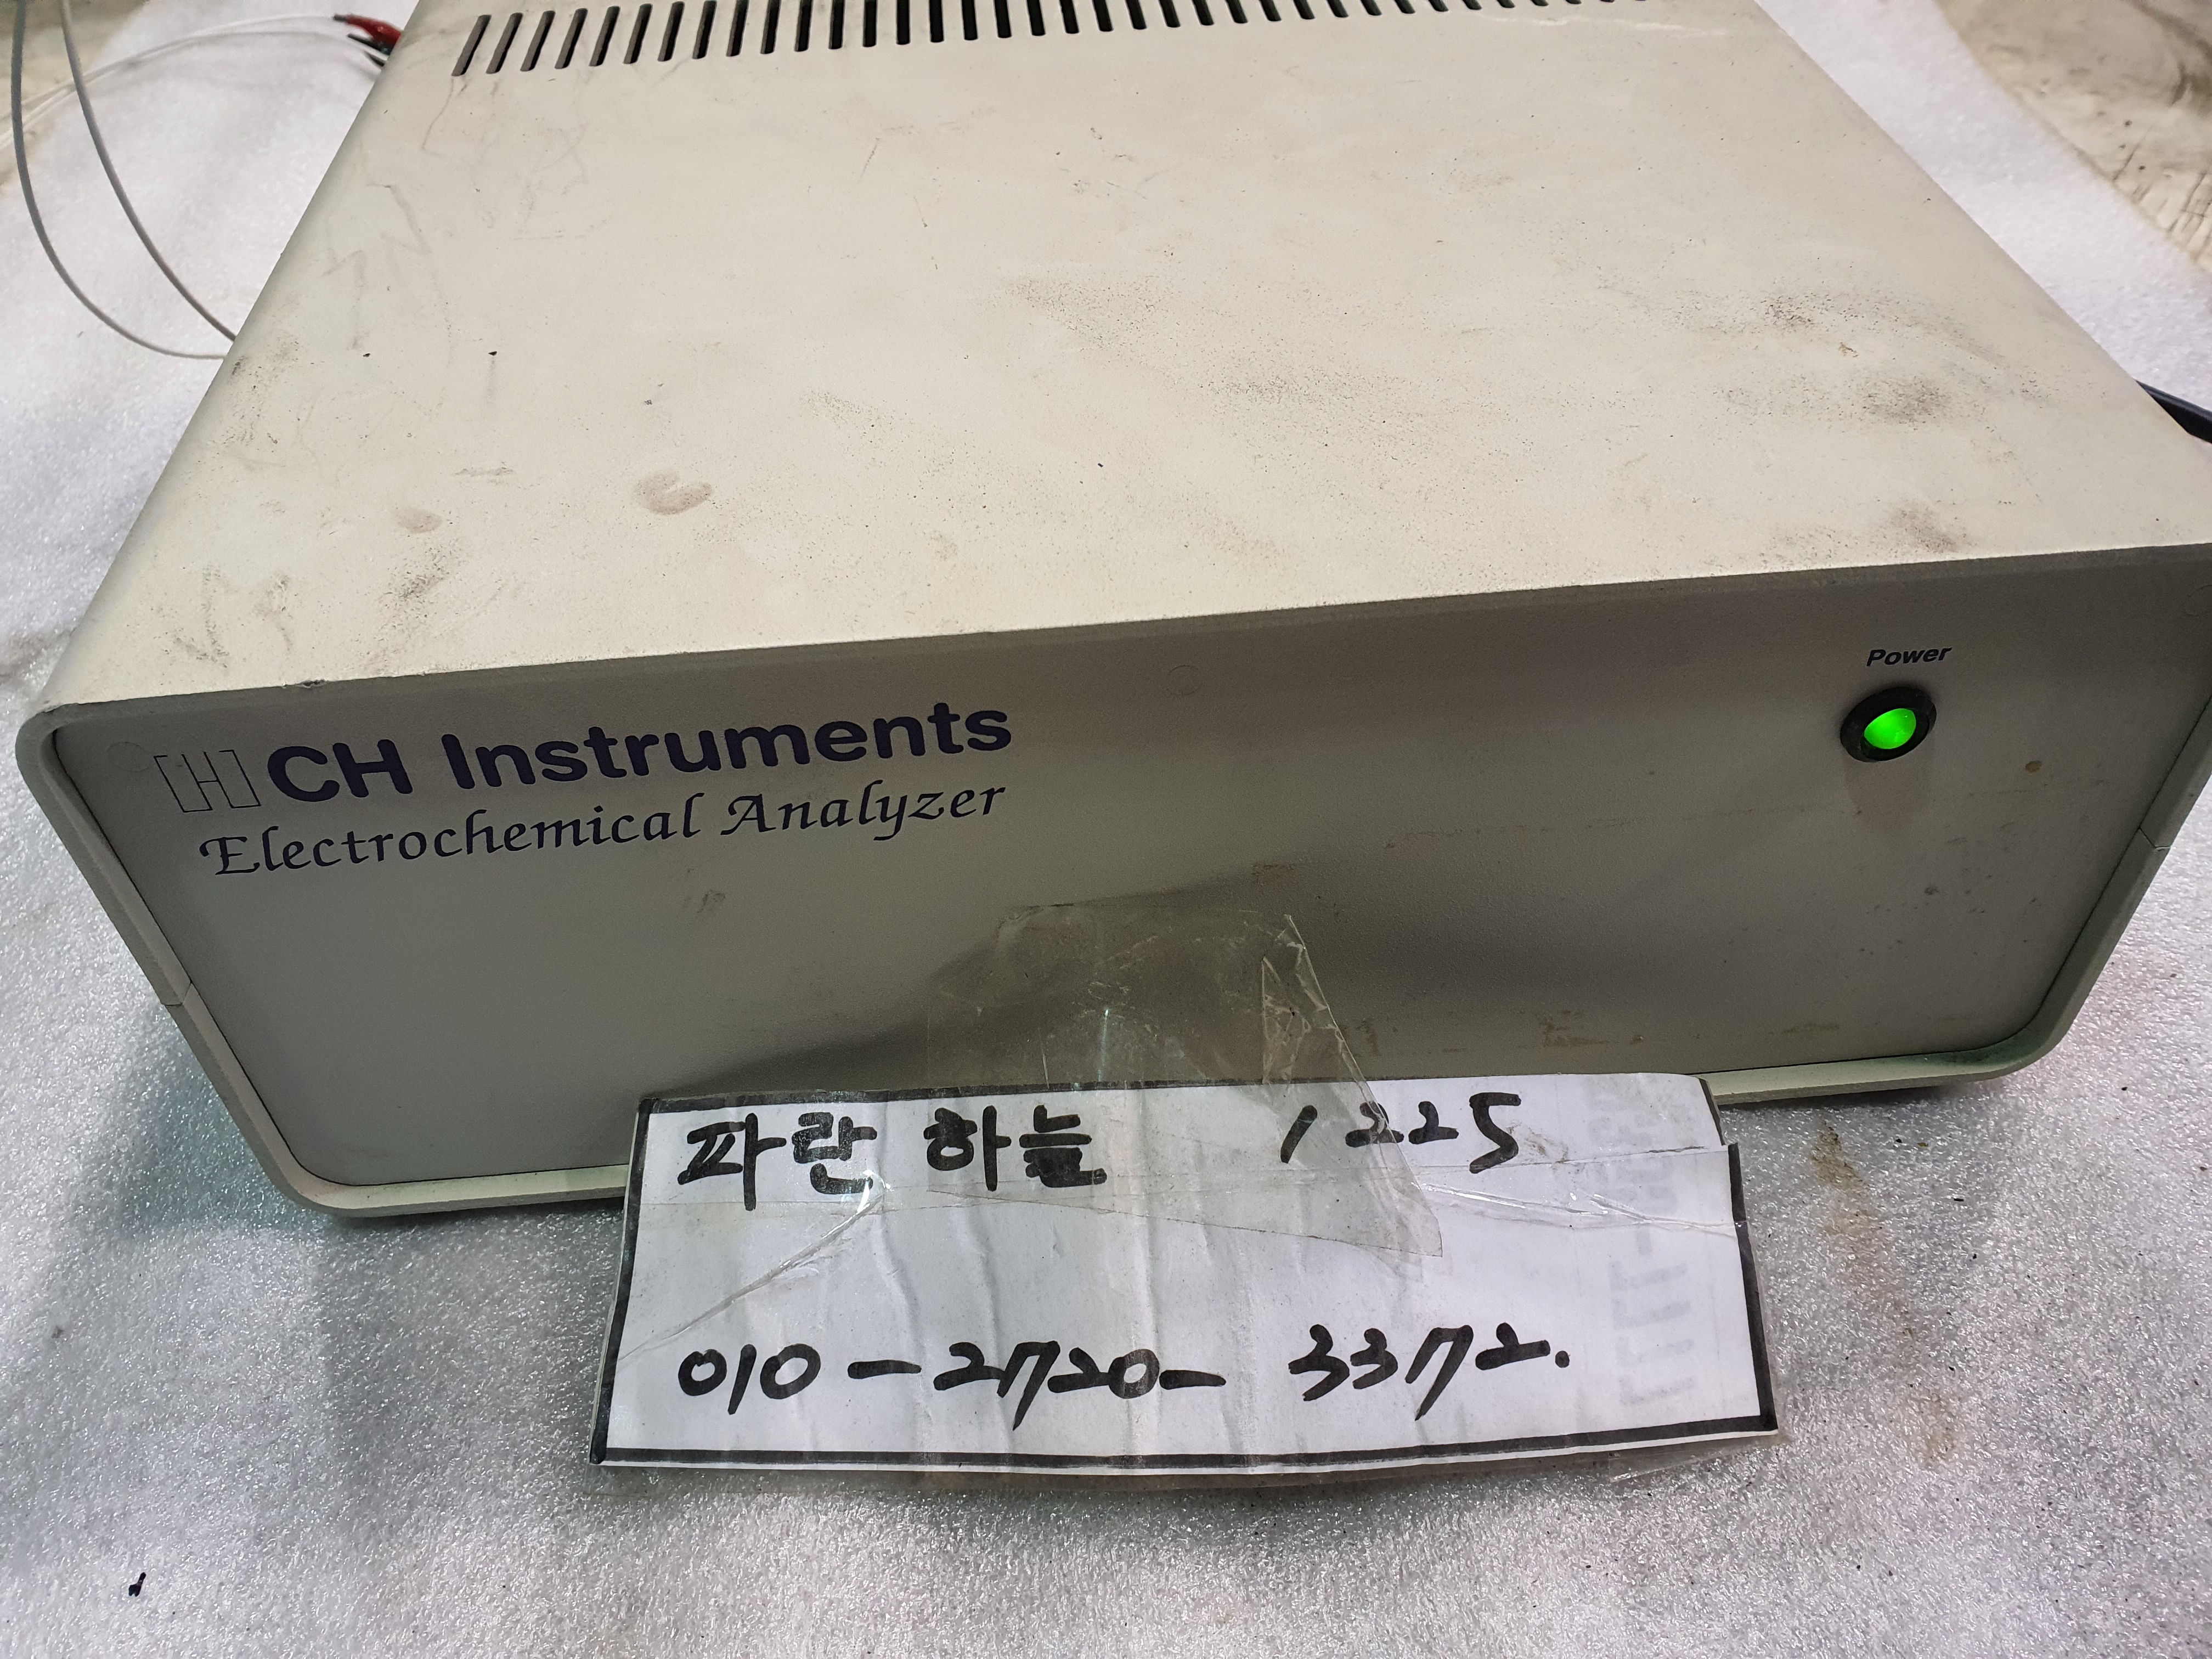 CH Instruments
Electrochemical Analyzer
Power
파란 하늘 1225
010-2720-3372.